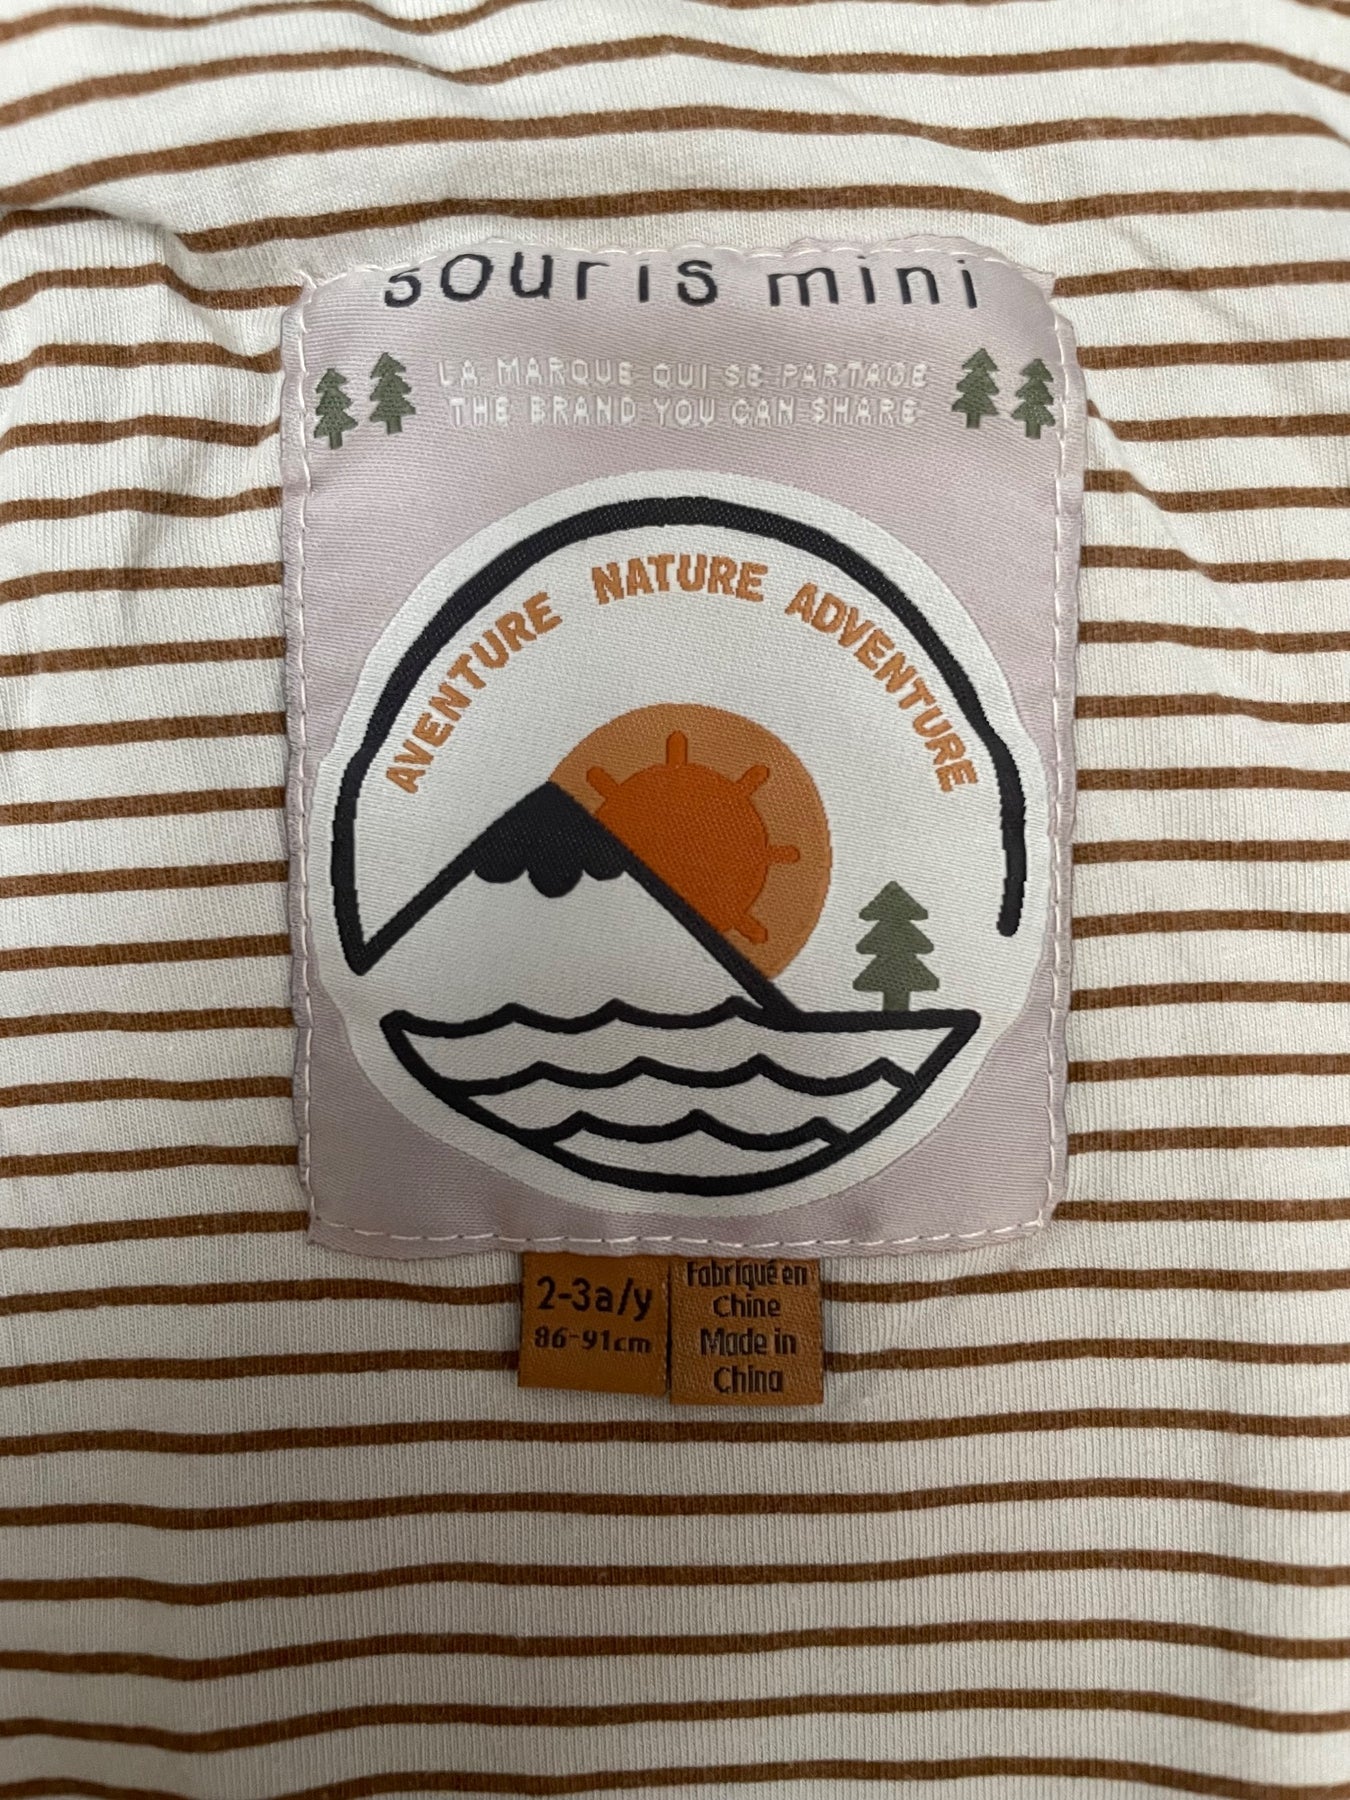 souris mini
LA MARQUE QUI SE PARTAGE
THE BRAND YOU CAN SHARE
AVENTURE NATURE ADVENTURE
2-3a/y
86-91cm
Fabriqué en
Chine
Made in
China